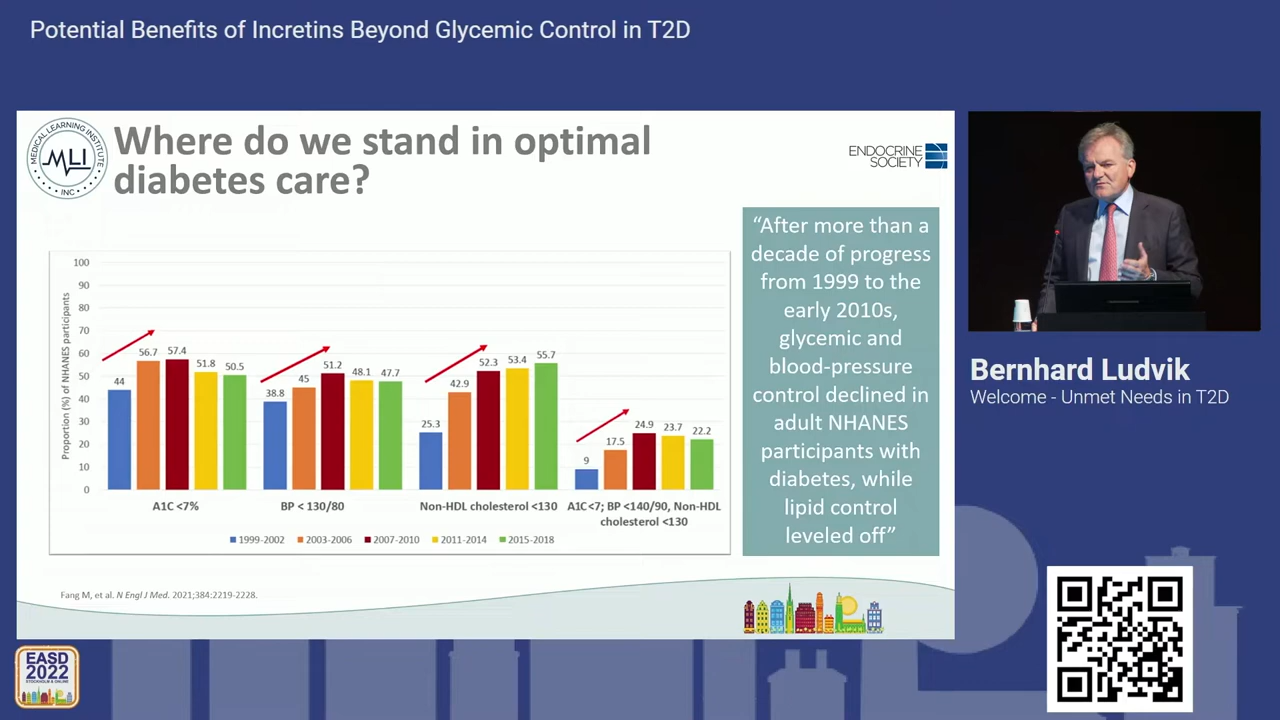 Potential Benefits of Incretins Beyond Glycemic Control in T2D
MEDICAL LEARNING INSTITUTE
MLI
INC
Where do we stand in optimal
diabetes care?
ENDOCRINE
SOCIETY
Proportion (%) of NHANES participants
100
90
80
70
60
50
40
30
20
10
0
44 56.7 57.4 51.8 50.5
38.8 45 51.2 48.1 47.7
25.3 42.9 52.3 53.4 55.7
9 17.5 24.9 23.7 22.2
A1C <7%
BP < 130/80
Non-HDL cholesterol <130
A1C<7; BP <140/90, Non-HDL
cholesterol <130
1999-2002 2003-2006 2007-2010 2011-2014 2015-2018
“After more than a
decade of progress
from 1999 to the
early 2010s,
glycemic and
blood-pressure
control declined in
adult NHANES
participants with
diabetes, while
lipid control
leveled off”
Fang M, et al. N Engl J Med. 2021;384:2219-2228.
Bernhard Ludvik
Welcome - Unmet Needs in T2D
EASD
2022
STOCKHOLM & ONLINE